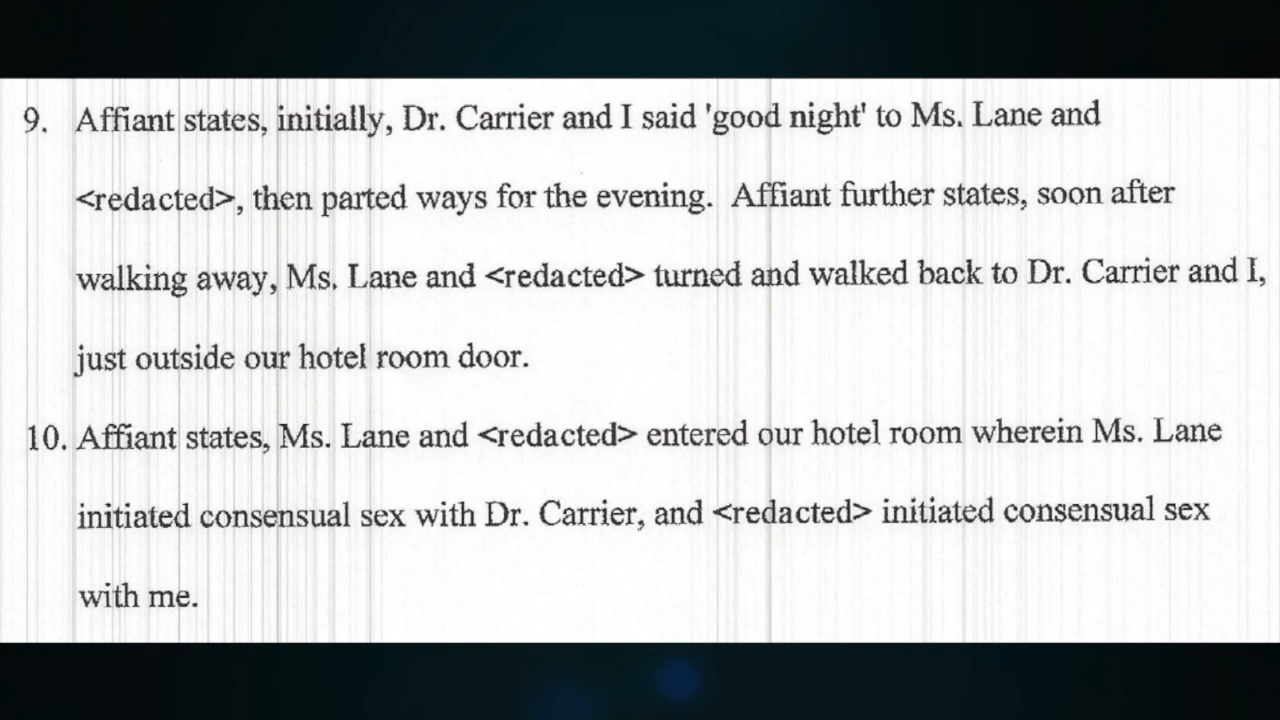 9. Affiant states, initially, Dr. Carrier and I said 'good night' to Ms. Lane and
<redacted>, then parted ways for the evening. Affiant further states, soon after
walking away, Ms. Lane and <redacted> turned and walked back to Dr. Carrier and I,
just outside our hotel room door.
10. Affiant states, Ms. Lane and <redacted> entered our hotel room wherein Ms. Lane
initiated consensual sex with Dr. Carrier, and <redacted> initiated consensual sex
with me.